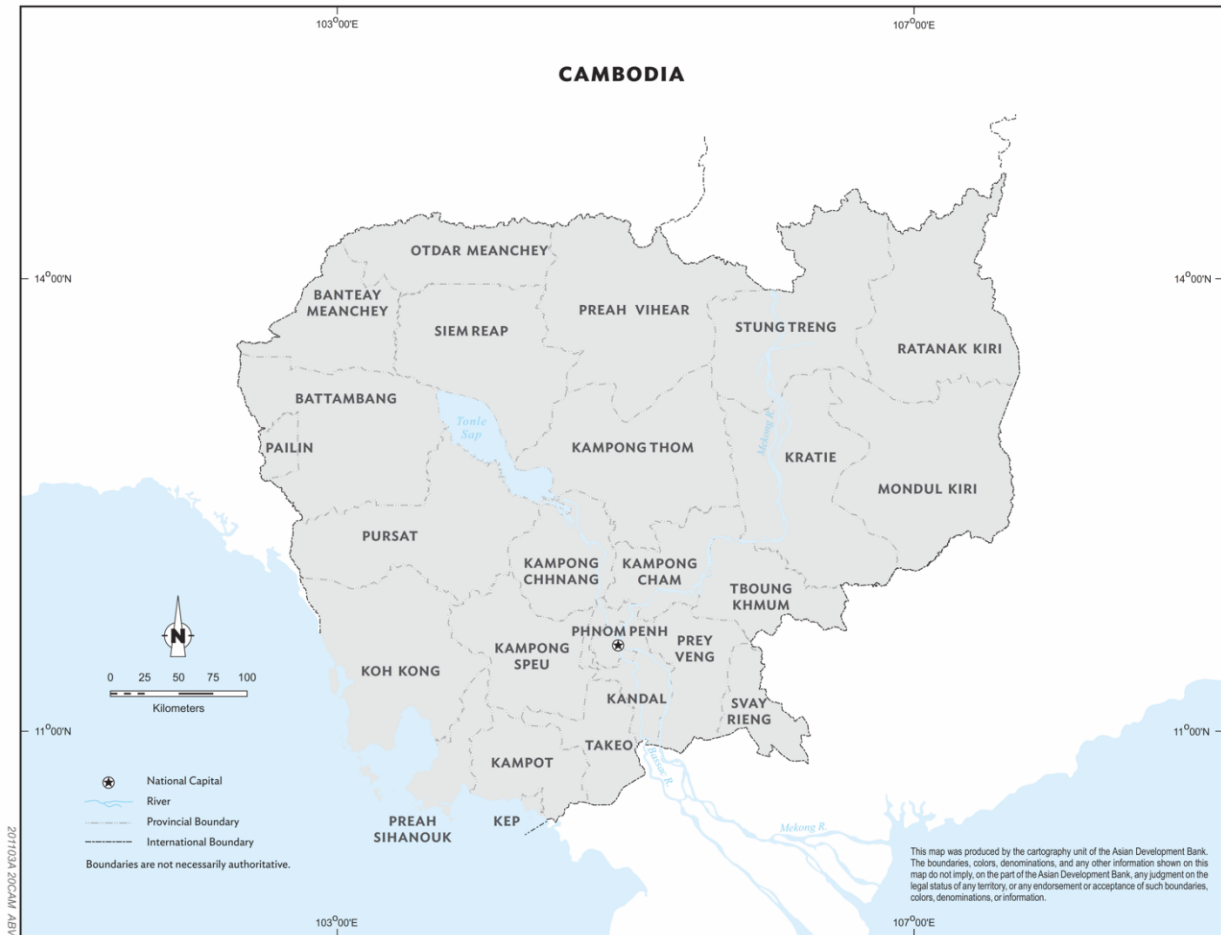 103°00'E
107°00'E
CAMBODIA
14°00'N
14°00'N
OTDAR MEANCHEY
BANTEAY
MEANCHEY
SIEM REAP
PREAH VIHEAR
STUNG TRENG
RATANAK KIRI
BATTAMBANG
PAILIN
Tonle
Sap
KAMPONG THOM
Mekong R.
KRATIE
MONDUL KIRI
PURSAT
KAMPONG
CHHNANG
KAMPONG
CHAM
TBOUNG
KHMUM
PHNOM PENH
PREY
VENG
KAMPONG
SPEU
KOH KONG
KANDAL
SVAY
RIENG
TAKEO
KAMPOT
Bassac R.
PREAH
SIHANOUK
KEP
Mekong R.
N
0 25 50 75 100
Kilometers
11°00'N
11°00'N
National Capital
River
Provincial Boundary
International Boundary
Boundaries are not necessarily authoritative.
This map was produced by the cartography unit of the Asian Development Bank.
The boundaries, colors, denominations, and any other information shown on this
map do not imply, on the part of the Asian Development Bank, any judgment on the
legal status of any territory, or any endorsement or acceptance of such boundaries,
colors, denominations, or information.
201103A 20CAM ABV
103°00'E
107°00'E